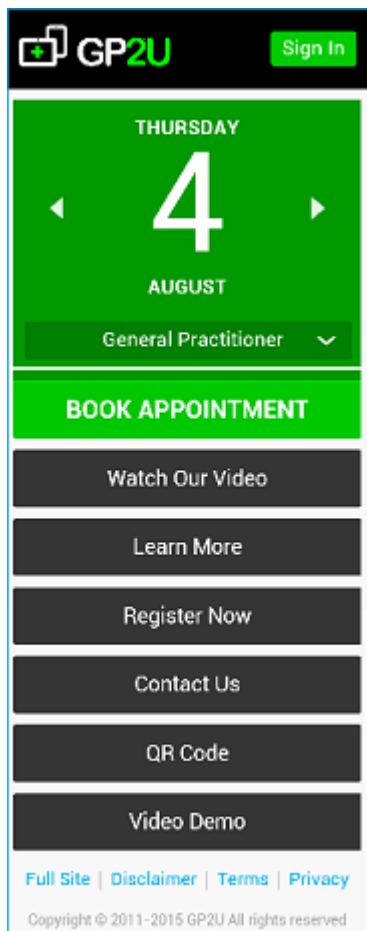 GP2U
Sign In
THURSDAY
4
AUGUST
General Practitioner
BOOK APPOINTMENT
Watch Our Video
Learn More
Register Now
Contact Us
QR Code
Video Demo
Full Site | Disclaimer | Terms | Privacy
Copyright © 2011-2015 GP2U All rights reserved